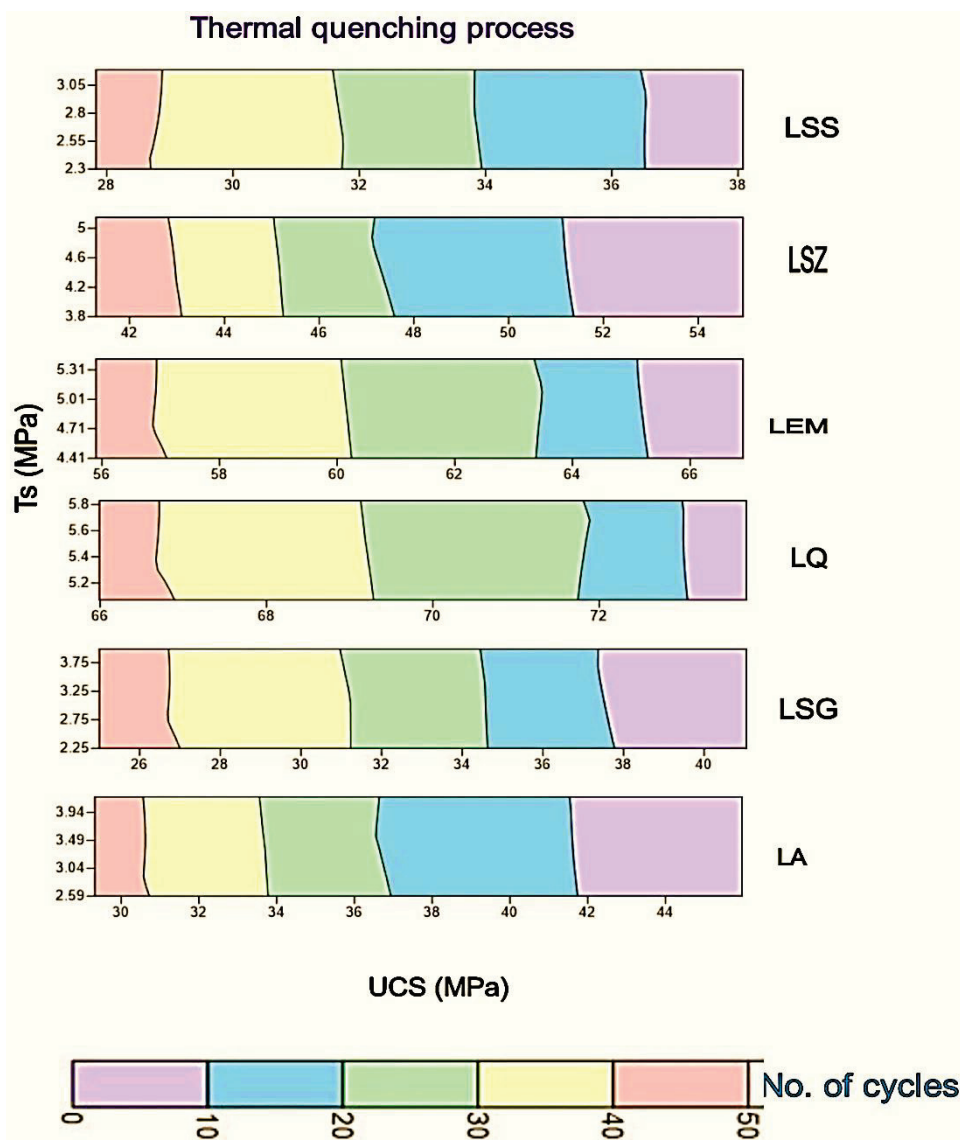 Thermal quenching process
3.05
2.8
2.55
2.3
28 30 32 34 36 38
LSS
5
4.6
4.2
3.8
42 44 46 48 50 52 54
LSZ
5.31
5.01
4.71
4.41
56 58 60 62 64 66
LEM
Ts (MPa)
5.8
5.6
5.4
5.2
66 68 70 72
LQ
3.75
3.25
2.75
2.25
26 28 30 32 34 36 38 40
LSG
3.94
3.49
3.04
2.59
30 32 34 36 38 40 42 44
LA
UCS (MPa)
0 10 20 30 40 50
No. of cycles